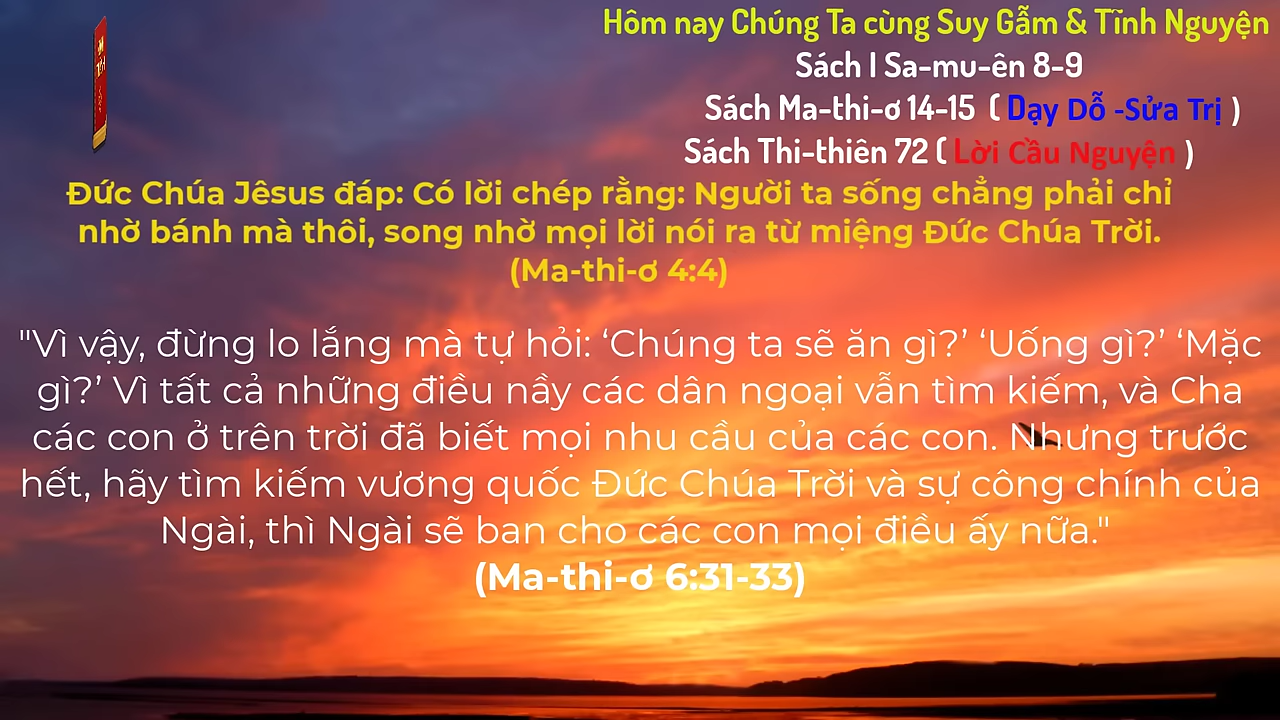 Hôm nay Chúng Ta cùng Suy Gẫm & Tĩnh Nguyện
Sách I Sa-mu-ên 8-9
Sách Ma-thi-ơ 14-15 ( Dạy Dỗ -Sửa Trị )
Sách Thi-thiên 72 ( Lời Cầu Nguyện )
Đức Chúa Jêsus đáp: Có lời chép rằng: Người ta sống chẳng phải chỉ
nhờ bánh mà thôi, song nhờ mọi lời nói ra từ miệng Đức Chúa Trời.
(Ma-thi-ơ 4:4)
"Vì vậy, đừng lo lắng mà tự hỏi: ‘Chúng ta sẽ ăn gì?’ ‘Uống gì?’ ‘Mặc
gì?’ Vì tất cả những điều nầy các dân ngoại vẫn tìm kiếm, và Cha
các con ở trên trời đã biết mọi nhu cầu của các con. Nhưng trước
hết, hãy tìm kiếm vương quốc Đức Chúa Trời và sự công chính của
Ngài, thì Ngài sẽ ban cho các con mọi điều ấy nữa."
(Ma-thi-ơ 6:31-33)